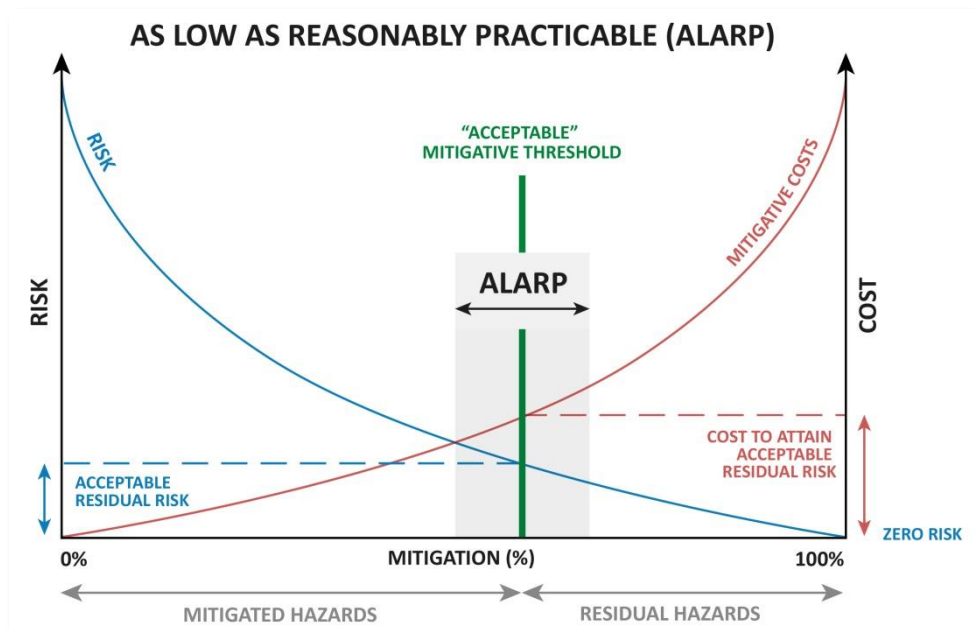 AS LOW AS REASONABLY PRACTICABLE (ALARP)
RISK
“ACCEPTABLE”
MITIGATIVE THRESHOLD
MITIGATIVE COSTS
ALARP
RISK
COST
ACCEPTABLE
RESIDUAL RISK
COST TO ATTAIN
ACCEPTABLE
RESIDUAL RISK
ZERO RISK
0%
MITIGATION (%)
100%
MITIGATED HAZARDS
RESIDUAL HAZARDS